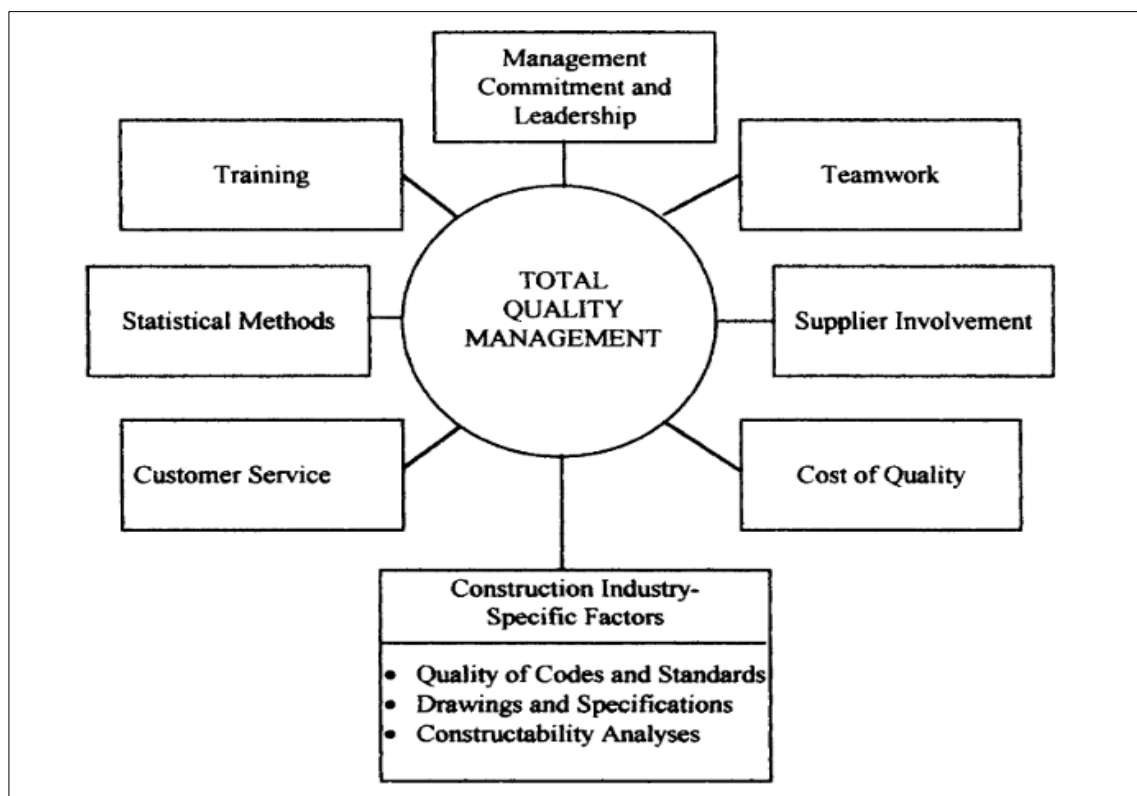 Management
Commitment and
Leadership
Training
Teamwork
TOTAL
QUALITY
MANAGEMENT
Statistical Methods
Supplier Involvement
Customer Service
Cost of Quality
Construction Industry-
Specific Factors
• Quality of Codes and Standards
• Drawings and Specifications
• Constructability Analyses